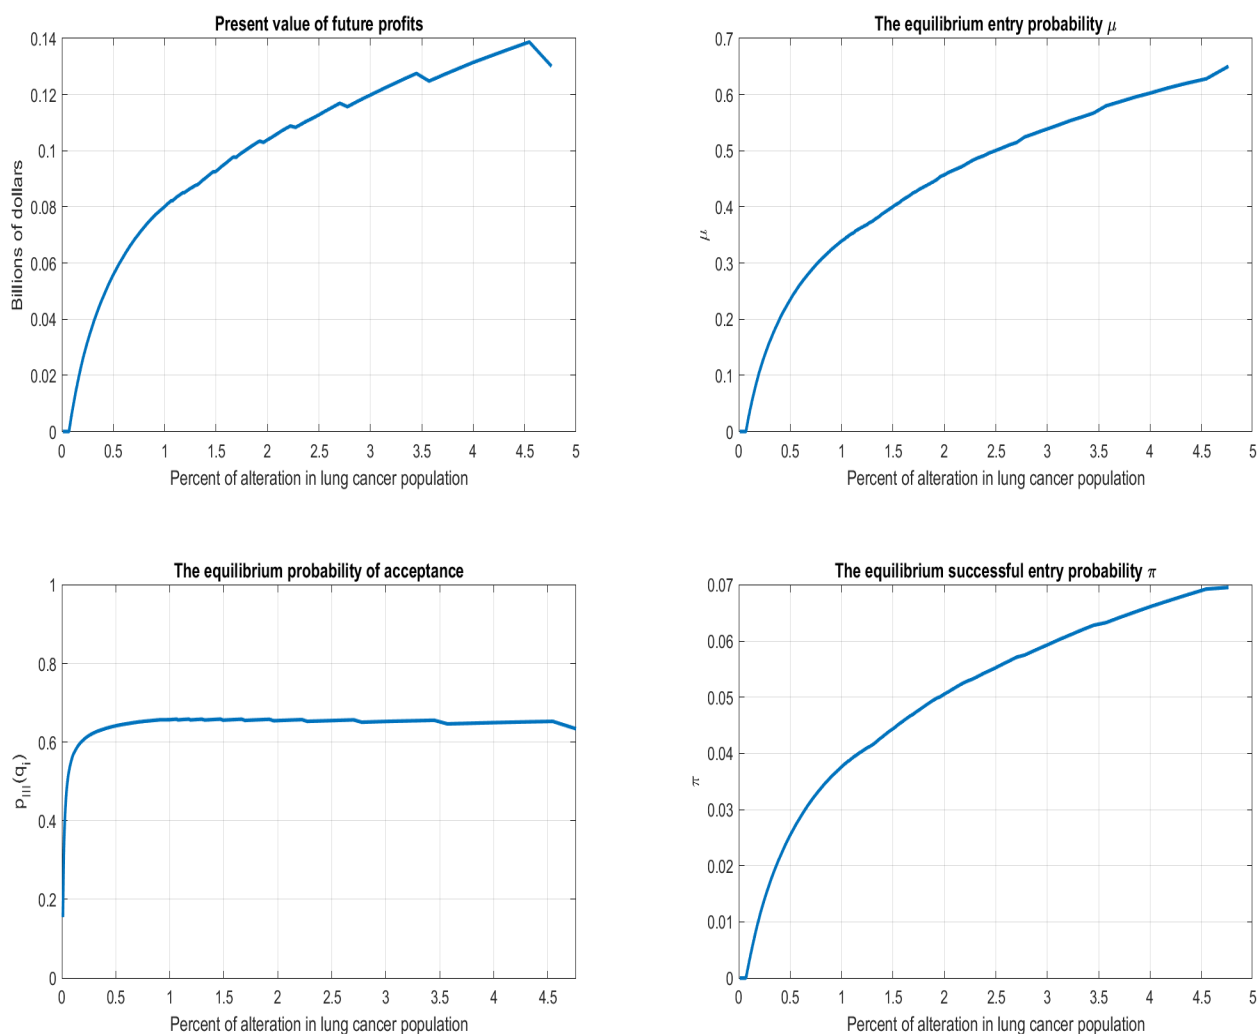 Present value of future profits
0.14
0.12
0.1
0.08
0.06
0.04
0.02
0
Billions of dollars
0 0.5 1 1.5 2 2.5 3 3.5 4 4.5 5
Percent of alteration in lung cancer population
The equilibrium entry probability μ
0.7
0.6
0.5
0.4
0.3
0.2
0.1
0
μ
0 0.5 1 1.5 2 2.5 3 3.5 4 4.5 5
Percent of alteration in lung cancer population
The equilibrium probability of acceptance
1
0.8
0.6
0.4
0.2
0
p_III(q_i)
0 0.5 1 1.5 2 2.5 3 3.5 4 4.5
Percent of alteration in lung cancer population
The equilibrium successful entry probability π
0.07
0.06
0.05
0.04
0.03
0.02
0.01
0
π
0 0.5 1 1.5 2 2.5 3 3.5 4 4.5 5
Percent of alteration in lung cancer population